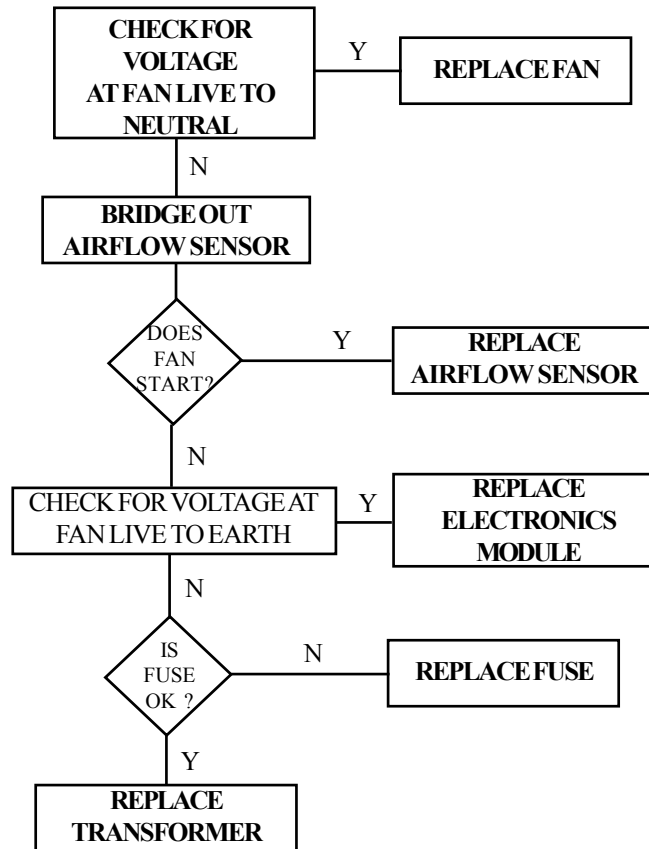 CHECK FOR
VOLTAGE
AT FAN LIVE TO
NEUTRAL
Y
REPLACE FAN
N
BRIDGE OUT
AIRFLOW SENSOR
DOES
FAN
START?
Y
REPLACE
AIRFLOW SENSOR
N
CHECK FOR VOLTAGE AT
FAN LIVE TO EARTH
Y
REPLACE
ELECTRONICS
MODULE
N
IS
FUSE
OK ?
N
REPLACE FUSE
Y
REPLACE
TRANSFORMER